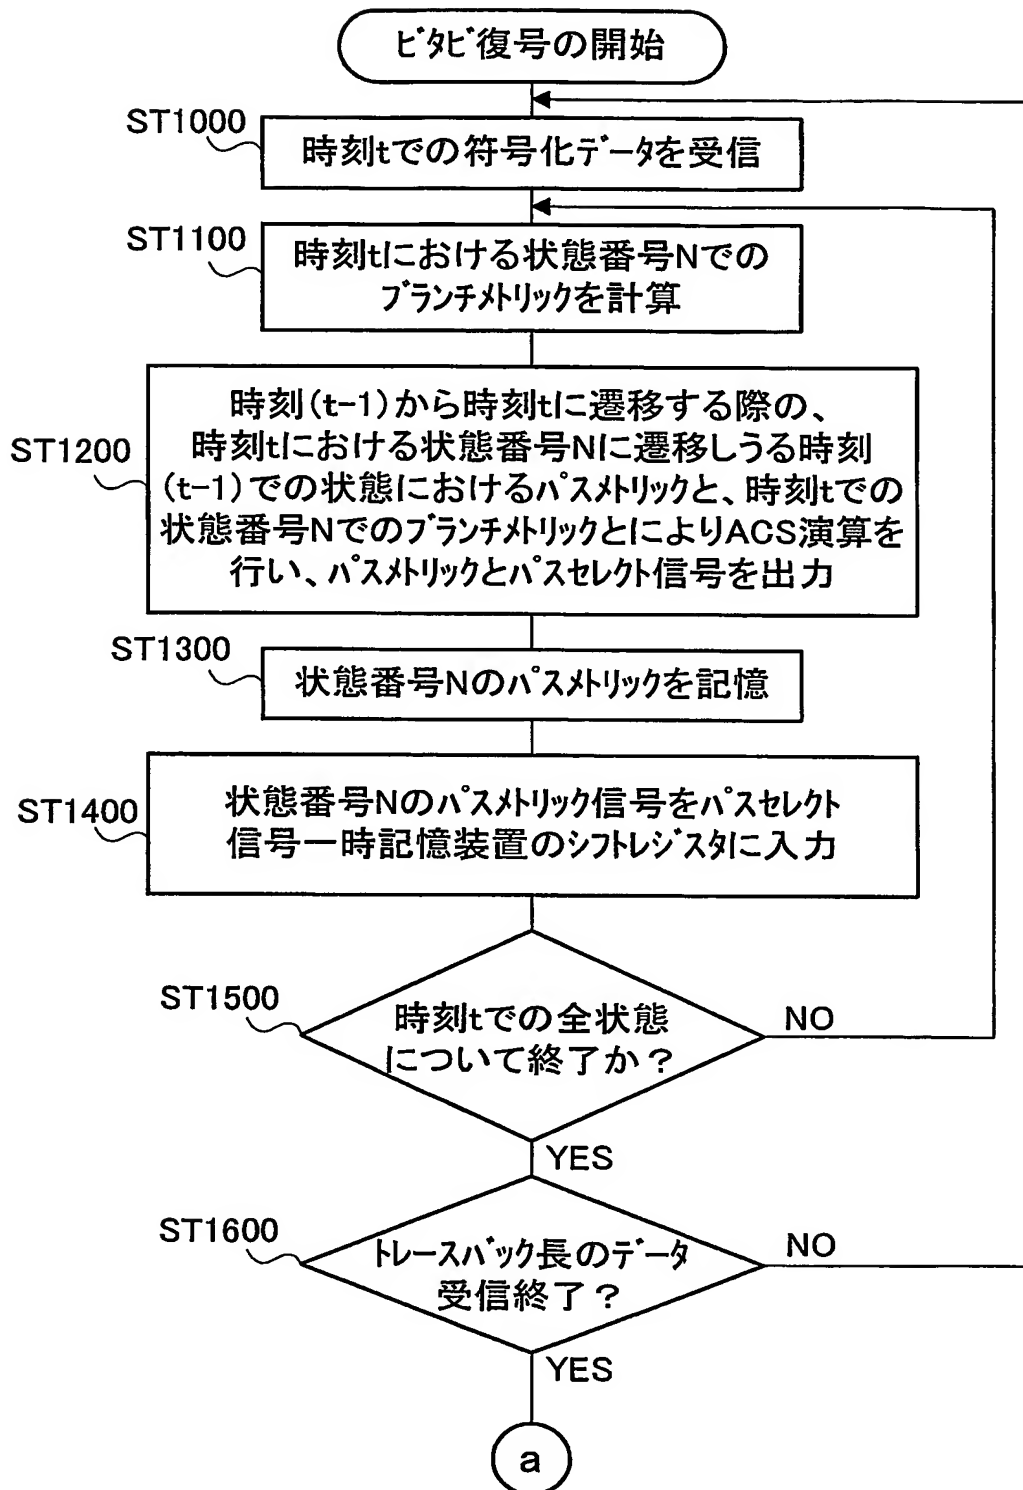 ビタビ復号の開始
ST1000
時刻tでの符号化データを受信
ST1100
時刻tにおける状態番号Nでの
ブランチメトリックを計算
ST1200
時刻(t-1)から時刻tに遷移する際の、
時刻tにおける状態番号Nに遷移しうる時刻
(t-1)での状態におけるパスメトリックと、時刻tでの
状態番号NでのブランチメトリックとによりACS演算を
行い、パスメトリックとパスセレクト信号を出力
ST1300
状態番号Nのパスメトリックを記憶
ST1400
状態番号Nのパスメトリック信号をパスセレクト
信号一時記憶装置のシフトレジスタに入力
ST1500
時刻tでの全状態
について終了か？
NO
YES
ST1600
トレースバック長のデータ
受信終了？
NO
YES
a